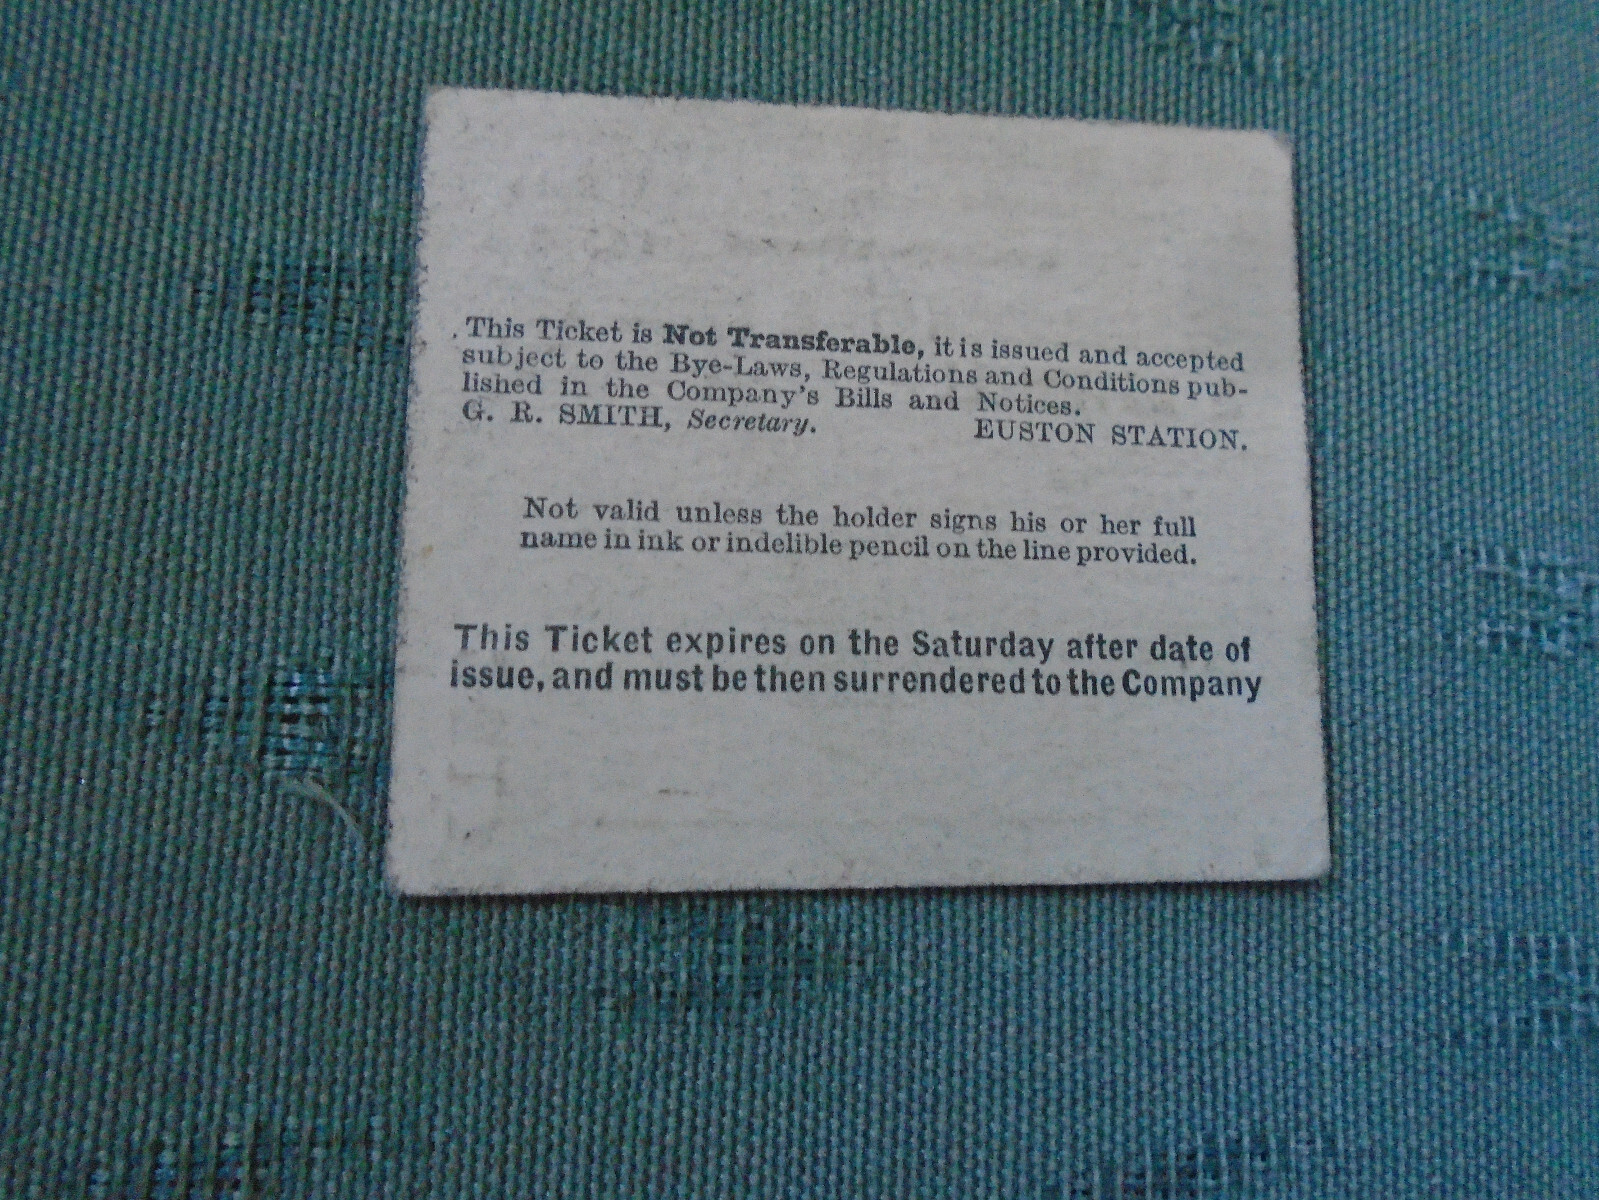 This Ticket is Not Transferable, it is issued and accepted
subject to the Bye-Laws, Regulations and Conditions pub-
lished in the Company's Bills and Notices.
G. R. SMITH, Secretary. EUSTON STATION.
Not valid unless the holder signs his or her full
name in ink or indelible pencil on the line provided.
This Ticket expires on the Saturday after date of
issue, and must be then surrendered to the Company